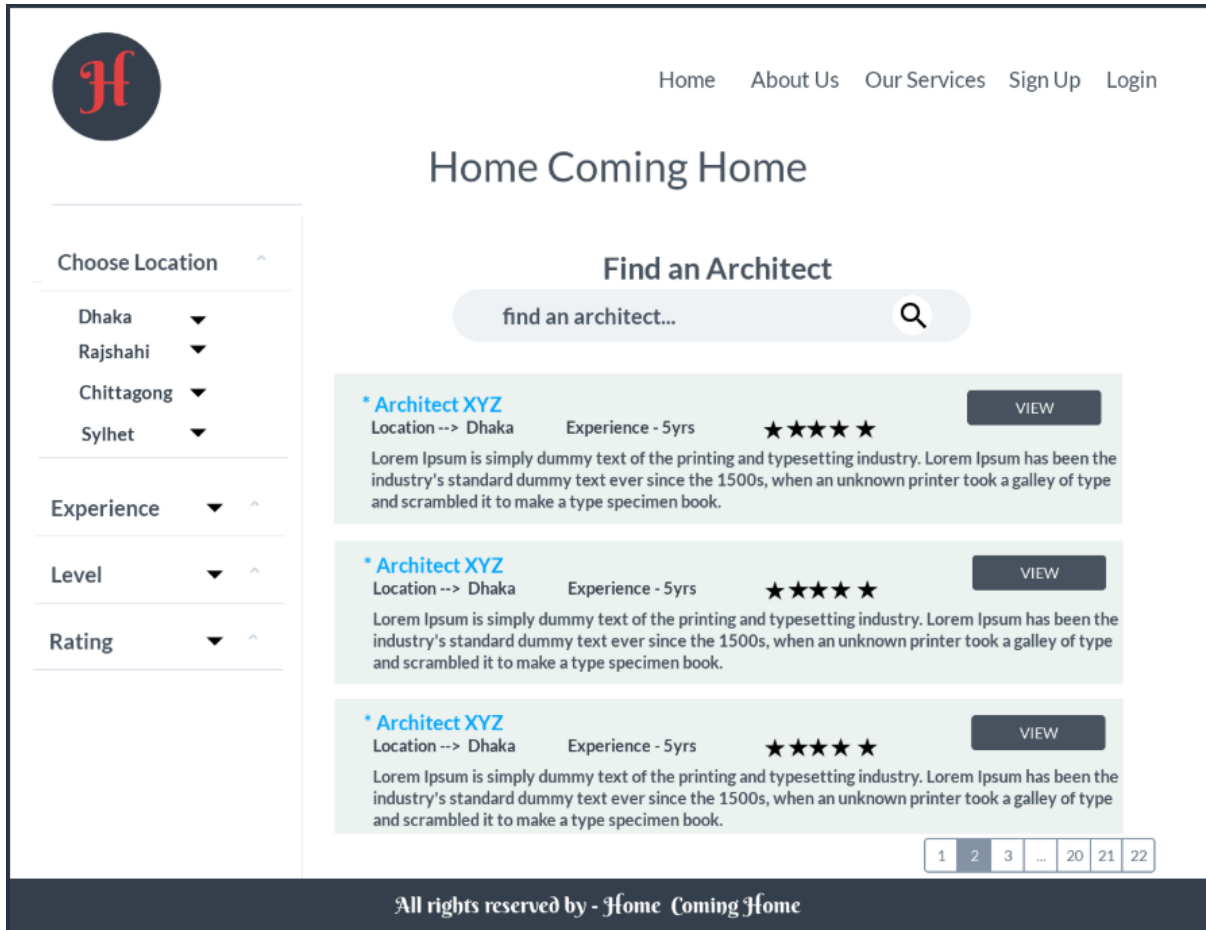 H
Home About Us Our Services Sign Up Login
Home Coming Home
Choose Location
Dhaka
Rajshahi
Chittagong
Sylhet
Experience
Level
Rating
Find an Architect
find an architect...
* Architect XYZ
VIEW
Location --> Dhaka Experience - 5yrs ★★★★★
Lorem Ipsum is simply dummy text of the printing and typesetting industry. Lorem Ipsum has been the
industry's standard dummy text ever since the 1500s, when an unknown printer took a galley of type
and scrambled it to make a type specimen book.
* Architect XYZ
VIEW
Location --> Dhaka Experience - 5yrs ★★★★★
Lorem Ipsum is simply dummy text of the printing and typesetting industry. Lorem Ipsum has been the
industry's standard dummy text ever since the 1500s, when an unknown printer took a galley of type
and scrambled it to make a type specimen book.
* Architect XYZ
VIEW
Location --> Dhaka Experience - 5yrs ★★★★★
Lorem Ipsum is simply dummy text of the printing and typesetting industry. Lorem Ipsum has been the
industry's standard dummy text ever since the 1500s, when an unknown printer took a galley of type
and scrambled it to make a type specimen book.
1 2 3 ... 20 21 22
All rights reserved by - Home Coming Home